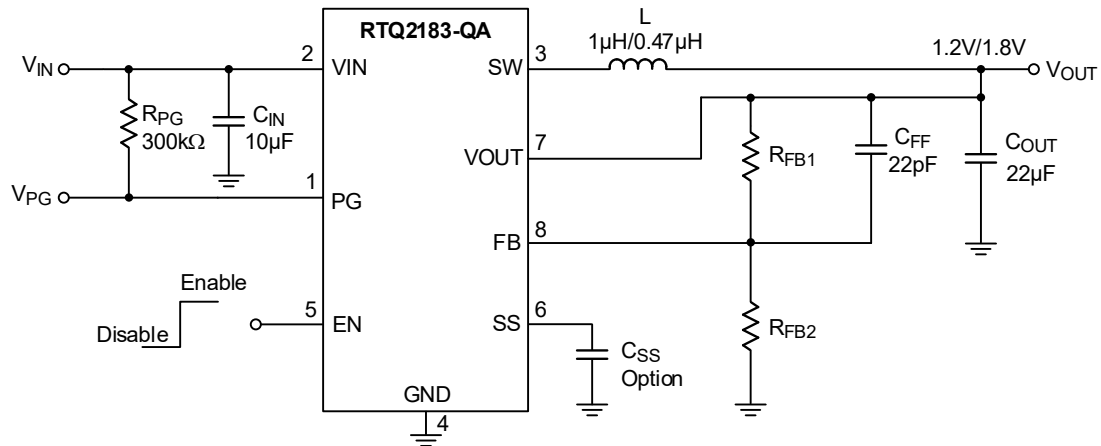 RTQ2183-QA
L
1µH/0.47µH
1.2V/1.8V
VIN
2
VIN
SW
3
VOUT
RPG
300kΩ
CIN
10µF
VOUT
7
RFB1
CFF
22pF
COUT
22µF
VPG
1
PG
FB
8
Enable
Disable
5
EN
SS
6
CSS
Option
RFB2
GND
4